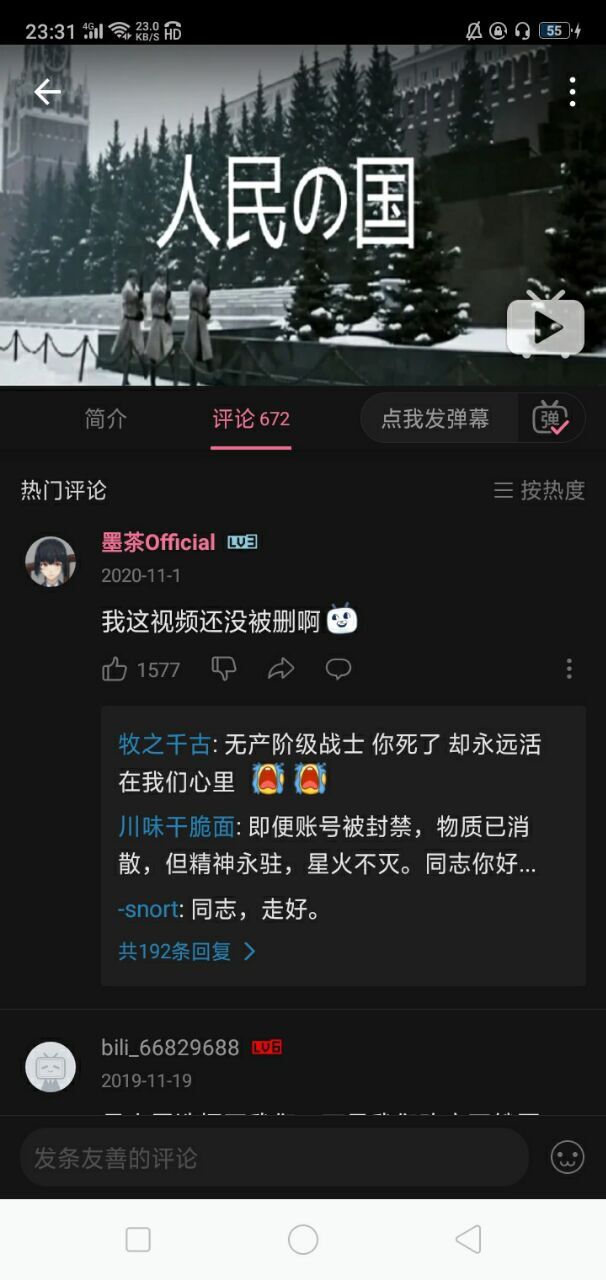 23:31 4G 23.0 KB/S HD 55
人民の国
简介 评论 672 点我发弹幕 弹
热门评论 按热度
墨茶Official LV3
2020-11-1
我这视频还没被删啊
1577
牧之千古: 无产阶级战士 你死了 却永远活
在我们心里
川味干脆面: 即便账号被封禁，物质已消
散，但精神永驻，星火不灭。同志你好...
-snort: 同志，走好。
共192条回复
bili_66829688 LV6
2019-11-19
发条友善的评论